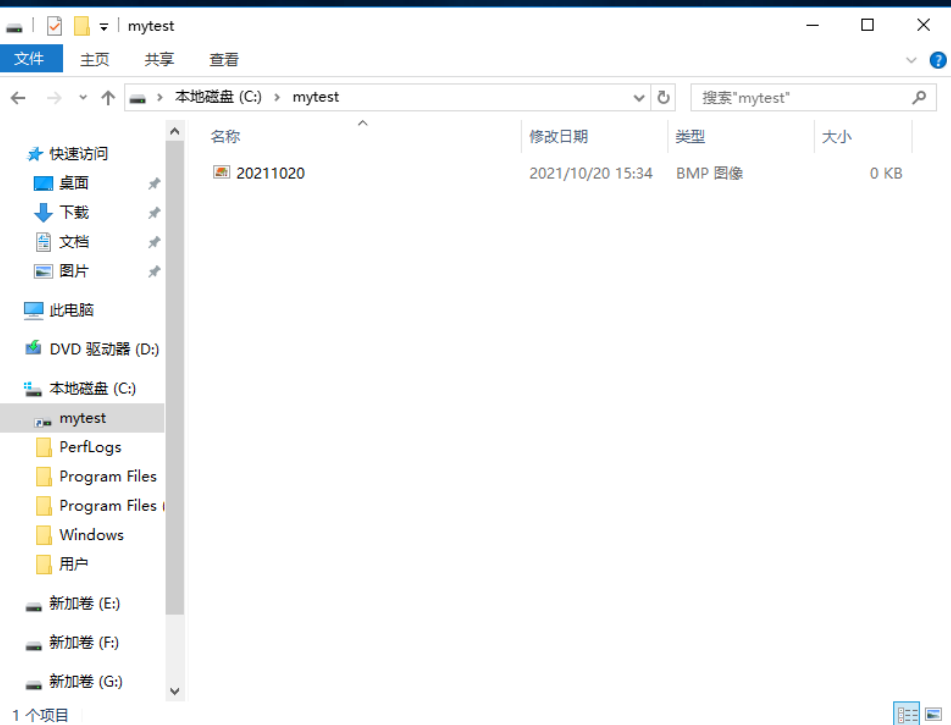 mytest
文件 主页 共享 查看
本地磁盘 (C:) mytest 搜索"mytest"
名称 修改日期 类型 大小
20211020 2021/10/20 15:34 BMP 图像 0 KB
快速访问
桌面
下载
文档
图片
此电脑
DVD 驱动器 (D:)
本地磁盘 (C:)
mytest
PerfLogs
Program Files
Program Files (
Windows
用户
新加卷 (E:)
新加卷 (F:)
新加卷 (G:)
1 个项目